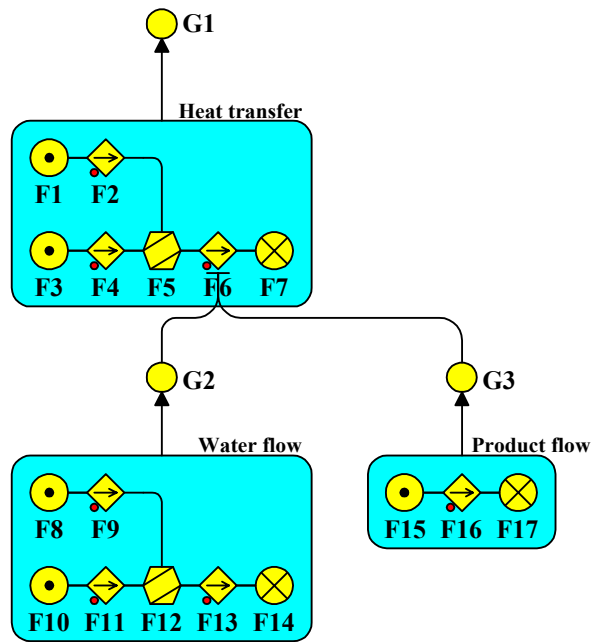 G1
Heat transfer
F1 F2
F3 F4 F5 F6 F7
G2 G3
Water flow Product flow
F8 F9
F15 F16 F17
F10 F11 F12 F13 F14